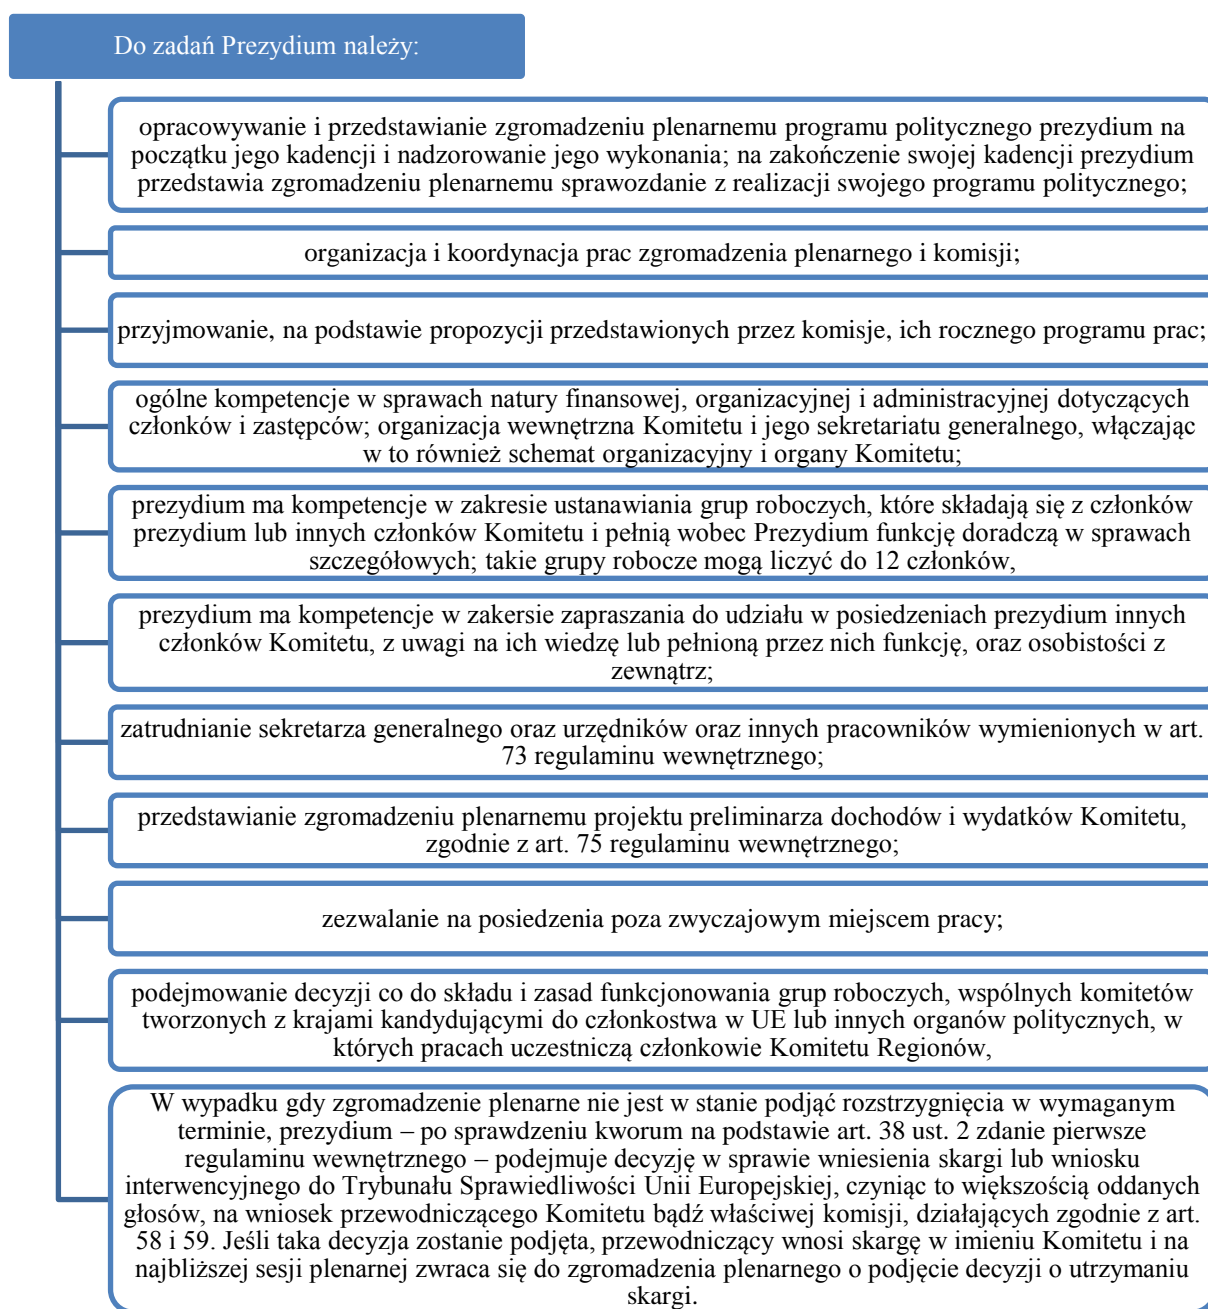 Do zadań Prezydium należy:
opracowywanie i przedstawianie zgromadzeniu plenarnemu programu politycznego prezydium na
początku jego kadencji i nadzorowanie jego wykonania; na zakończenie swojej kadencji prezydium
przedstawia zgromadzeniu plenarnemu sprawozdanie z realizacji swojego programu politycznego;
organizacja i koordynacja prac zgromadzenia plenarnego i komisji;
przyjmowanie, na podstawie propozycji przedstawionych przez komisje, ich rocznego programu prac;
ogólne kompetencje w sprawach natury finansowej, organizacyjnej i administracyjnej dotyczących
członków i zastępców; organizacja wewnętrzna Komitetu i jego sekretariatu generalnego, włączając
w to również schemat organizacyjny i organy Komitetu;
prezydium ma kompetencje w zakresie ustanawiania grup roboczych, które składają się z członków
prezydium lub innych członków Komitetu i pełnią wobec Prezydium funkcję doradczą w sprawach
szczegółowych; takie grupy robocze mogą liczyć do 12 członków,
prezydium ma kompetencje w zakersie zapraszania do udziału w posiedzeniach prezydium innych
członków Komitetu, z uwagi na ich wiedzę lub pełnioną przez nich funkcję, oraz osobistości z
zewnątrz;
zatrudnianie sekretarza generalnego oraz urzędników oraz innych pracowników wymienionych w art.
73 regulaminu wewnętrznego;
przedstawianie zgromadzeniu plenarnemu projektu preliminarza dochodów i wydatków Komitetu,
zgodnie z art. 75 regulaminu wewnętrznego;
zezwalanie na posiedzenia poza zwyczajowym miejscem pracy;
podejmowanie decyzji co do składu i zasad funkcjonowania grup roboczych, wspólnych komitetów
tworzonych z krajami kandydującymi do członkostwa w UE lub innych organów politycznych, w
których pracach uczestniczą członkowie Komitetu Regionów,
W wypadku gdy zgromadzenie plenarne nie jest w stanie podjąć rozstrzygnięcia w wymaganym
terminie, prezydium – po sprawdzeniu kworum na podstawie art. 38 ust. 2 zdanie pierwsze
regulaminu wewnętrznego – podejmuje decyzję w sprawie wniesienia skargi lub wniosku
interwencyjnego do Trybunału Sprawiedliwości Unii Europejskiej, czyniąc to większością oddanych
głosów, na wniosek przewodniczącego Komitetu bądź właściwej komisji, działających zgodnie z art.
58 i 59. Jeśli taka decyzja zostanie podjęta, przewodniczący wnosi skargę w imieniu Komitetu i na
najbliższej sesji plenarnej zwraca się do zgromadzenia plenarnego o podjęcie decyzji o utrzymaniu
skargi.